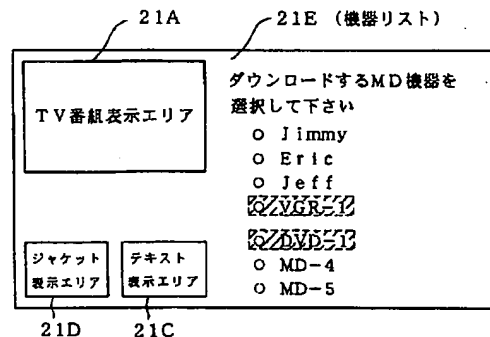 21A
21E (機器リスト)
TV番組表示エリア
ダウンロードするMD機器を
選択して下さい
○ Jimmy
○ Eric
○ Jeff
○ VGR-1
○ DVD-1
○ MD-4
○ MD-5
ジャケット
表示エリア
テキスト
表示エリア
21D
21C